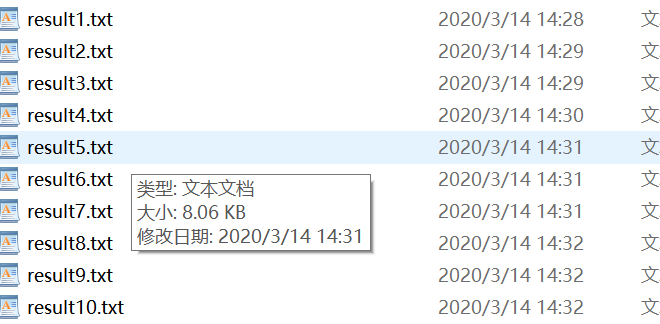 result1.txt 2020/3/14 14:28 文
result2.txt 2020/3/14 14:29 文
result3.txt 2020/3/14 14:29 文
result4.txt 2020/3/14 14:30 文
result5.txt 2020/3/14 14:31 文
result6.txt 2020/3/14 14:31 文
result7.txt 2020/3/14 14:31 文
result8.txt 2020/3/14 14:32 文
result9.txt 2020/3/14 14:32 文
result10.txt 2020/3/14 14:32 文
类型: 文本文档
大小: 8.06 KB
修改日期: 2020/3/14 14:31